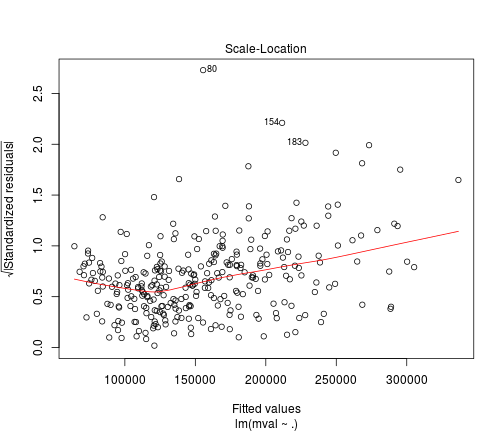 Scale-Location
80
154
183
2.5
2.0
1.5
1.0
0.5
0.0
√|Standardized residuals|
100000 150000 200000 250000 300000
Fitted values
lm(mval ~ .)